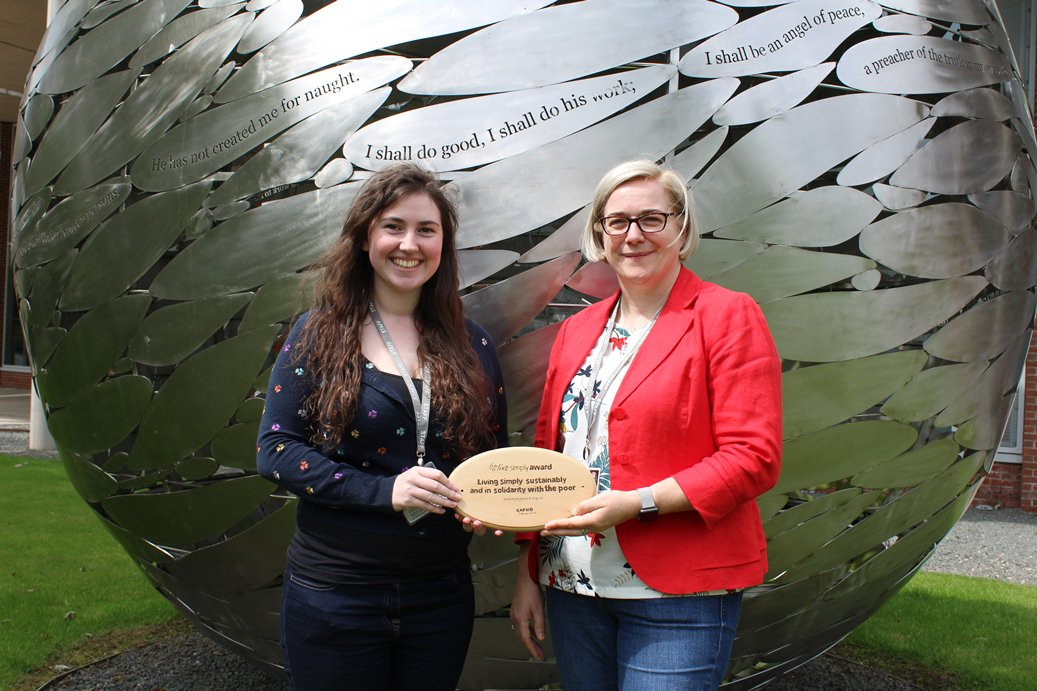 He has not created me for naught.
I shall do good, I shall do his work;
I shall be an angel of peace,
a preacher of the truth in my
STAFF
live simply award
Living simply sustainably
and in solidarity with the poor
CAFOD